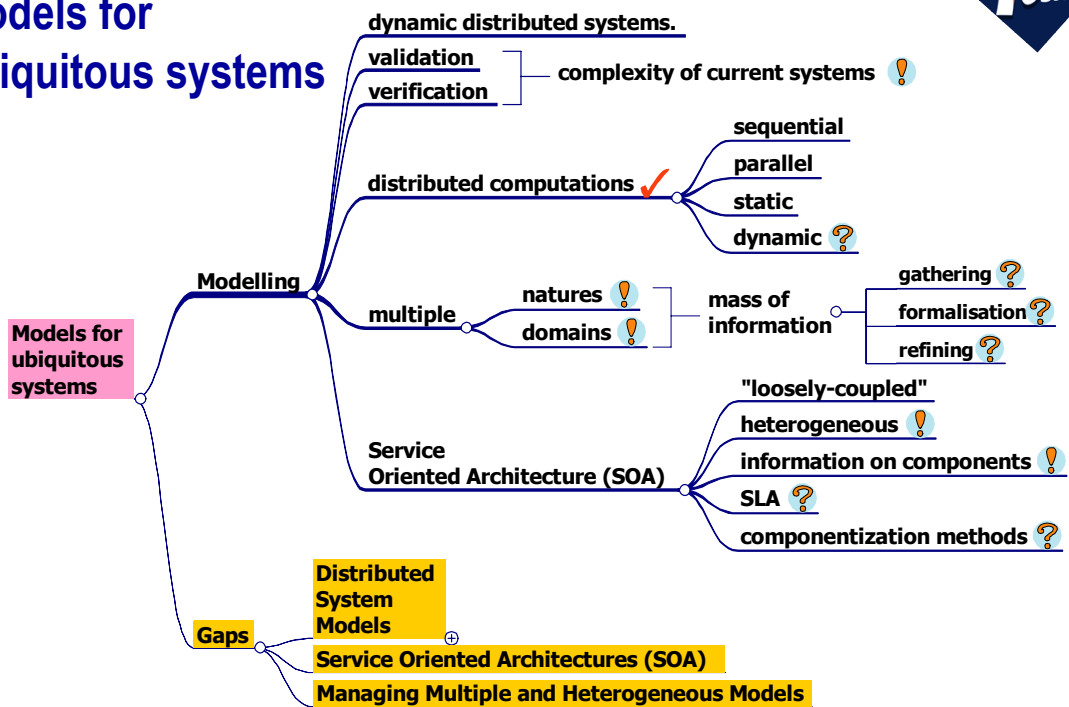 odels for
iquitous systems
dynamic distributed systems.
validation
verification
complexity of current systems
distributed computations
sequential
parallel
static
dynamic
Modelling
multiple
natures
domains
mass of
information
gathering
formalisation
refining
Models for
ubiquitous
systems
Service
Oriented Architecture (SOA)
"loosely-coupled"
heterogeneous
information on components
SLA
componentization methods
Gaps
Distributed
System
Models
Service Oriented Architectures (SOA)
Managing Multiple and Heterogeneous Models